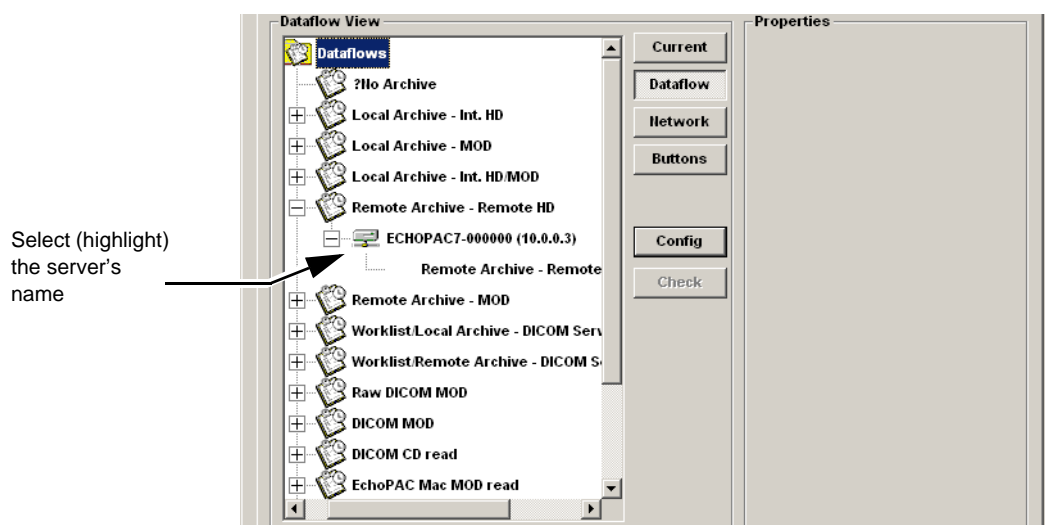 Dataflow View
Properties
Dataflows
?No Archive
Local Archive - Int. HD
Local Archive - MOD
Local Archive - Int. HD/MOD
Remote Archive - Remote HD
ECHOPAC7-000000 (10.0.0.3)
Remote Archive - Remote
Remote Archive - MOD
Worklist/Local Archive - DICOM Serv
Worklist/Remote Archive - DICOM S
Raw DICOM MOD
DICOM MOD
DICOM CD read
EchoPAC Mac MOD read
Current
Dataflow
Network
Buttons
Config
Check
Select (highlight)
the server's
name